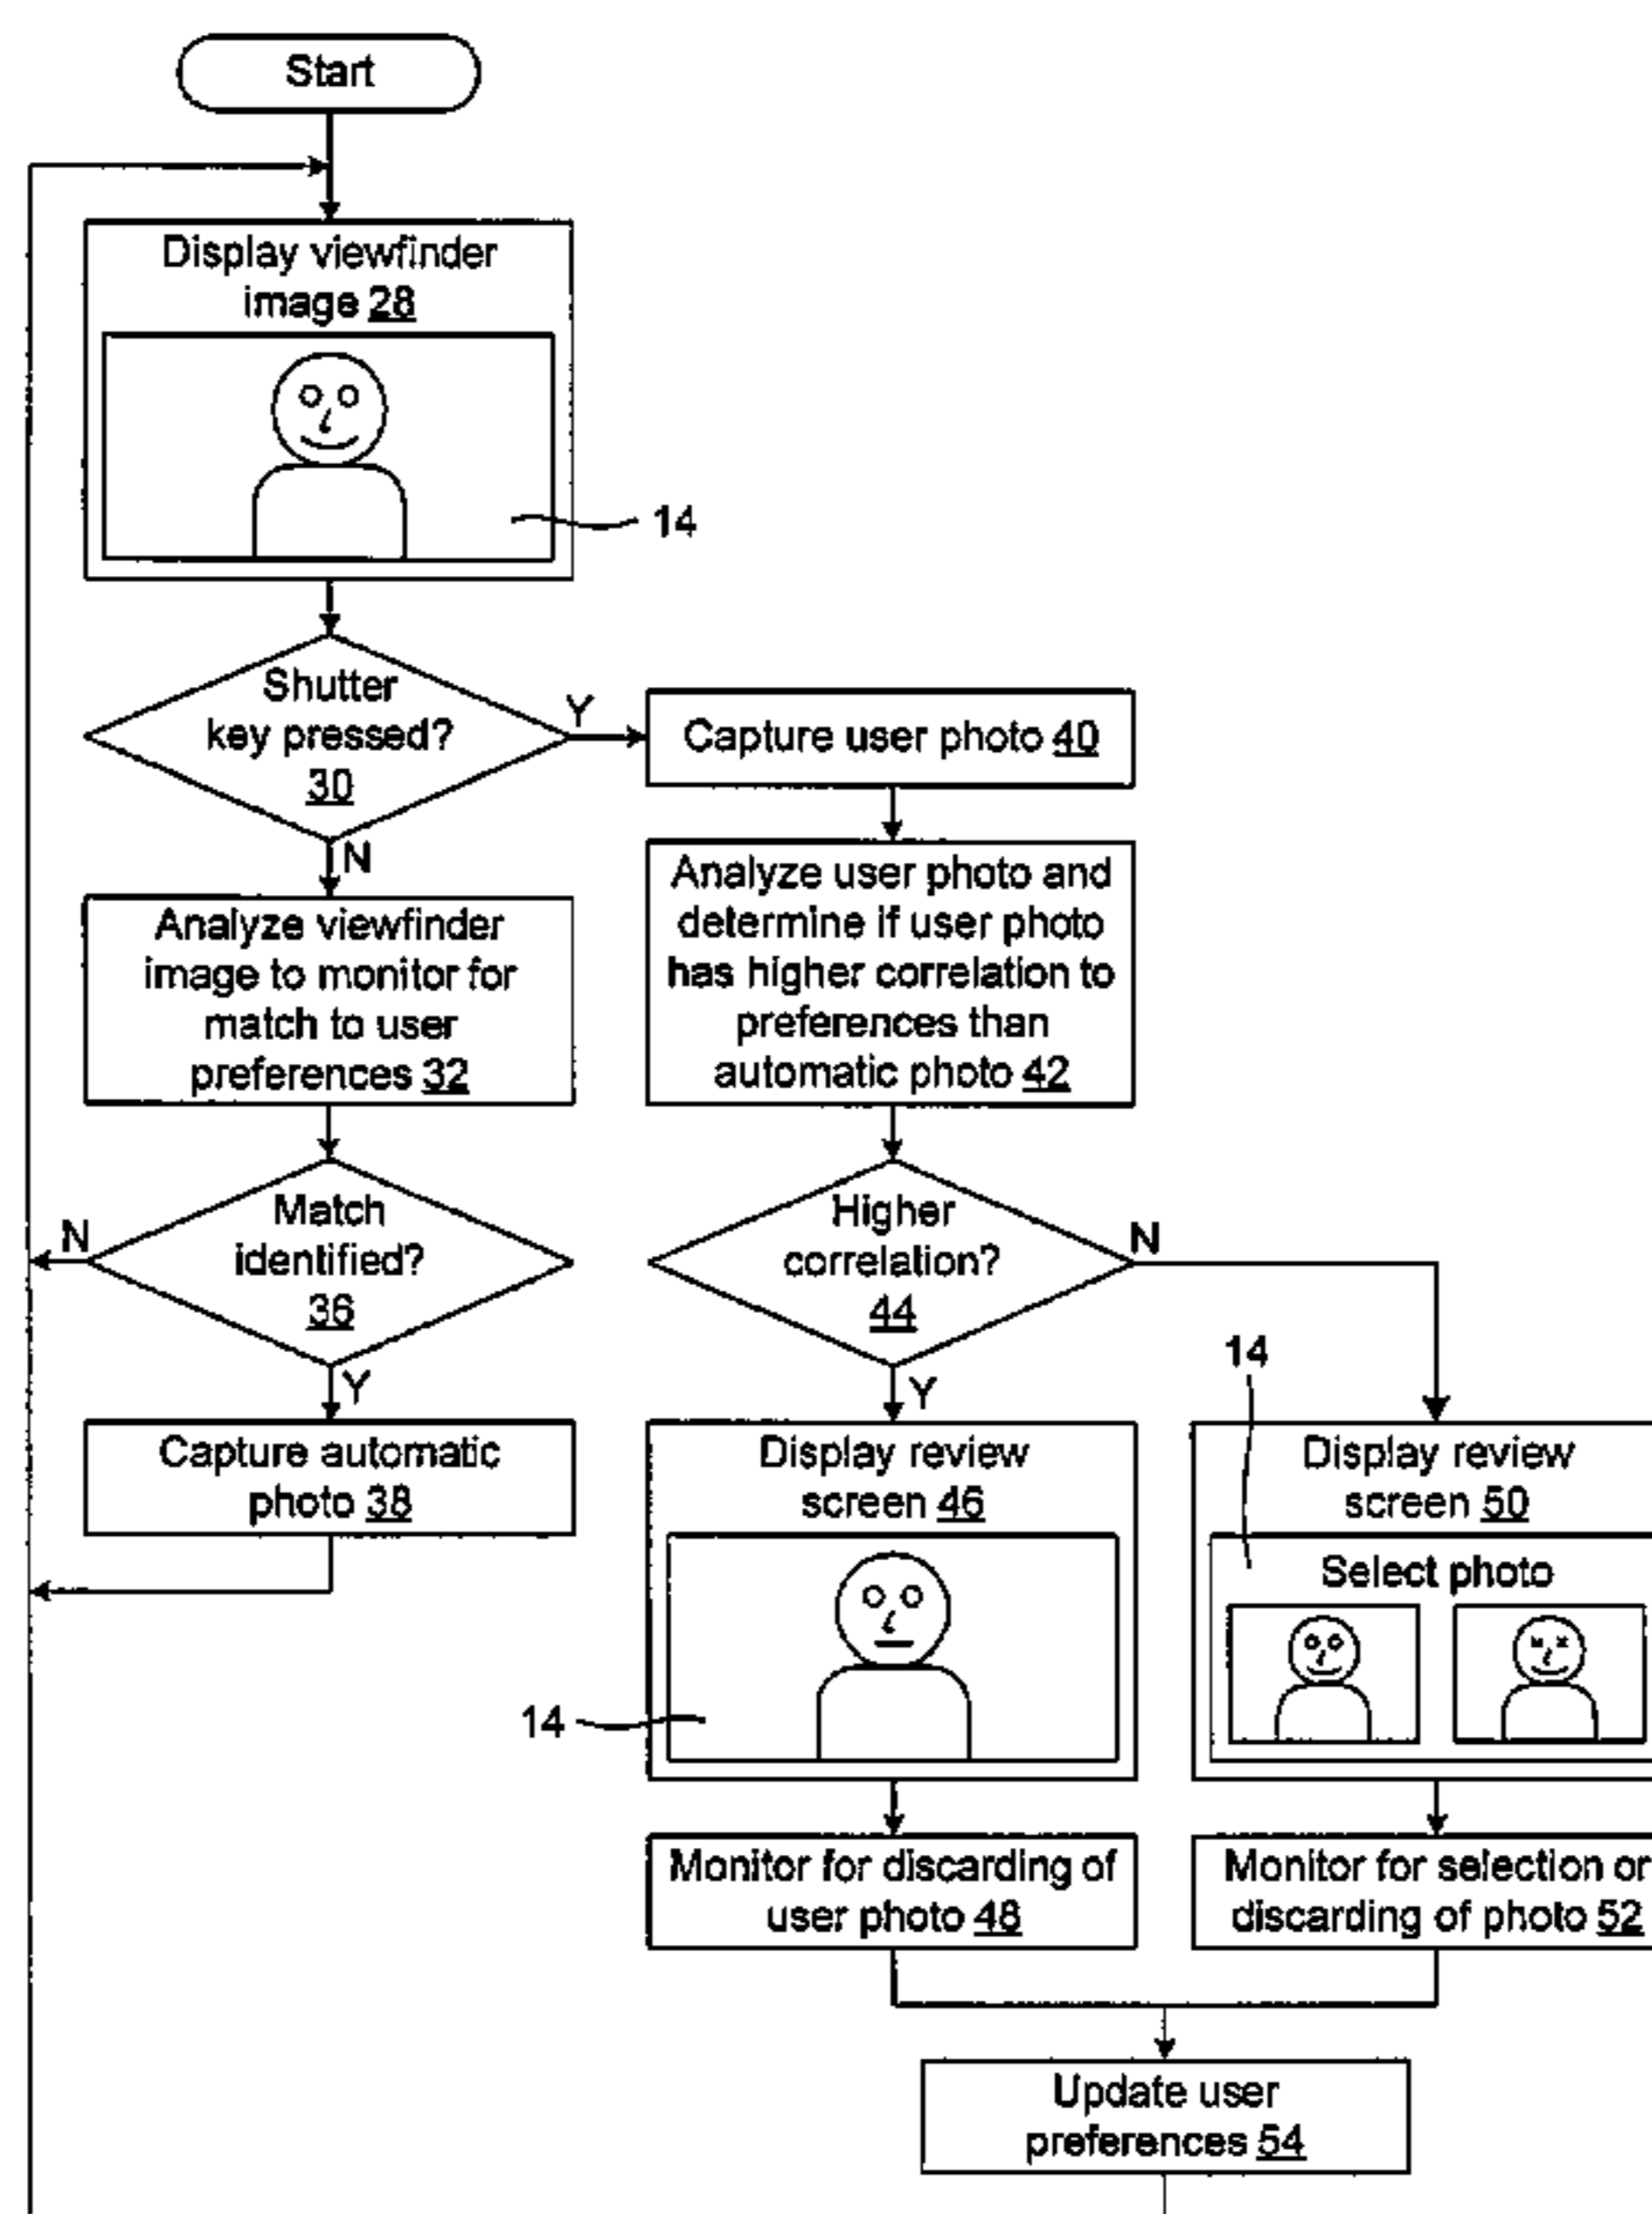 Start
Display viewfinder
image 28
14
Shutter
key pressed?
30
Y
N
Capture user photo 40
Analyze viewfinder
image to monitor for
match to user
preferences 32
Analyze user photo and
determine if user photo
has higher correlation to
preferences than
automatic photo 42
Match
identified?
36
N
Y
Higher
correlation?
44
N
Y
14
Capture automatic
photo 38
Display review
screen 46
14
Display review
screen 50
Select photo
Monitor for discarding of
user photo 48
Monitor for selection or
discarding of photo 52
Update user
preferences 54